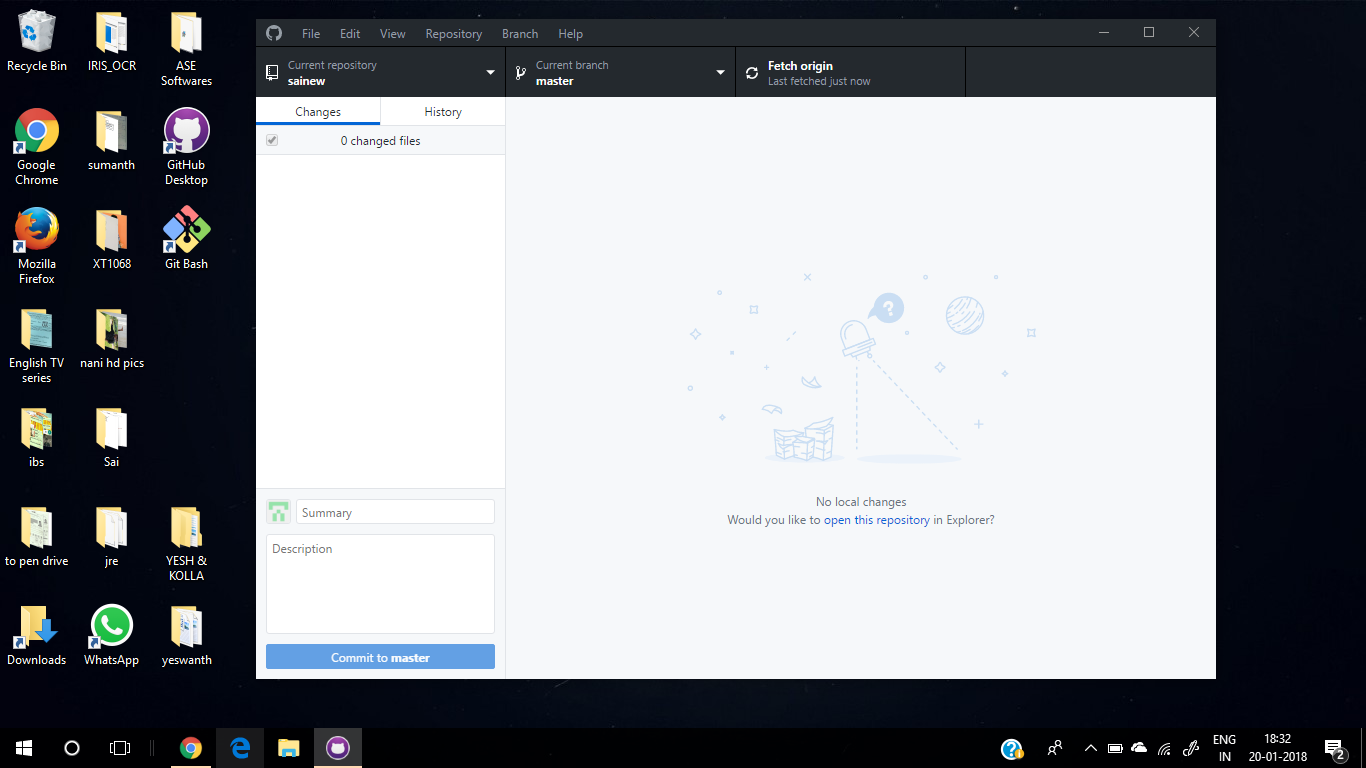 Recycle Bin
IRIS_OCR
ASE
Softwares
Google
Chrome
sumanth
GitHub
Desktop
Mozilla
Firefox
XT1068
Git Bash
English TV
series
nani hd pics
ibs
Sai
to pen drive
jre
YESH &
KOLLA
Downloads
WhatsApp
yeswanth
File Edit View Repository Branch Help
Current repository
sainew
Current branch
master
Fetch origin
Last fetched just now
Changes
History
0 changed files
?
No local changes
Would you like to open this repository in Explorer?
Summary
Description
Commit to master
ENG
IN
18:32
20-01-2018
2